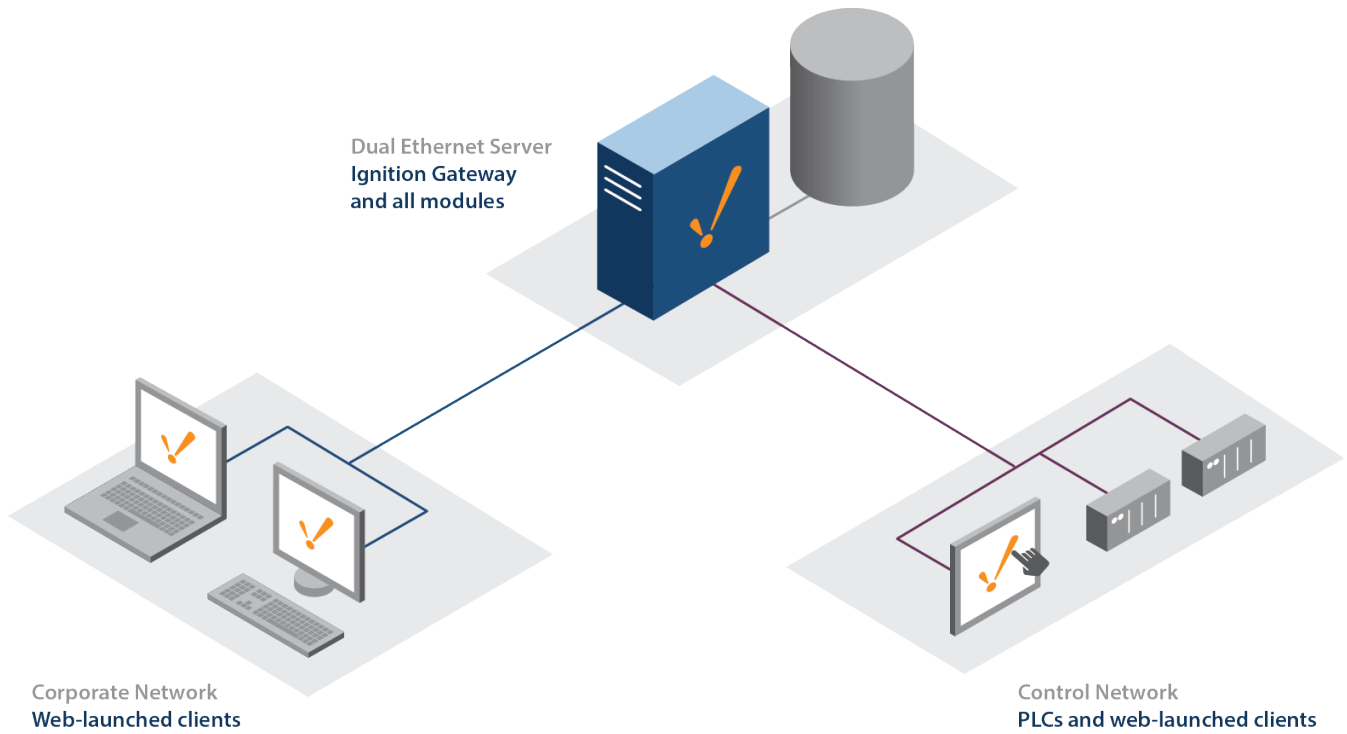 Dual Ethernet Server
Ignition Gateway
and all modules
Corporate Network
Web-launched clients
Control Network
PLCs and web-launched clients